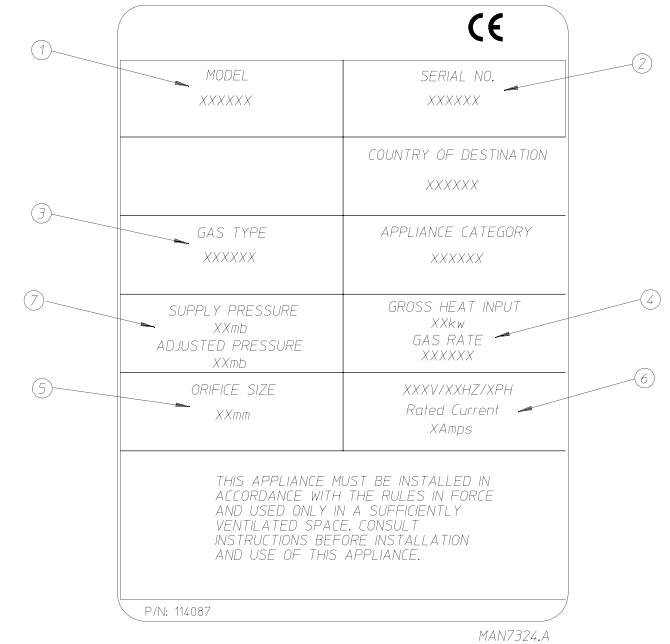 CE
1
MODEL
XXXXXX
SERIAL NO.
XXXXXX
2
COUNTRY OF DESTINATION
XXXXXX
3
GAS TYPE
XXXXXX
APPLIANCE CATEGORY
XXXXXX
7
SUPPLY PRESSURE
XXmb
ADJUSTED PRESSURE
XXmb
GROSS HEAT INPUT
XXkw
GAS RATE
XXXXXX
4
5
ORIFICE SIZE
XXmm
XXXV/XXHZ/XPH
Rated Current
XAmps
6
THIS APPLIANCE MUST BE INSTALLED IN
ACCORDANCE WITH THE RULES IN FORCE
AND USED ONLY IN A SUFFICIENTLY
VENTILATED SPACE. CONSULT
INSTRUCTIONS BEFORE INSTALLATION
AND USE OF THIS APPLIANCE.
P/N: 114087
MAN7324.A